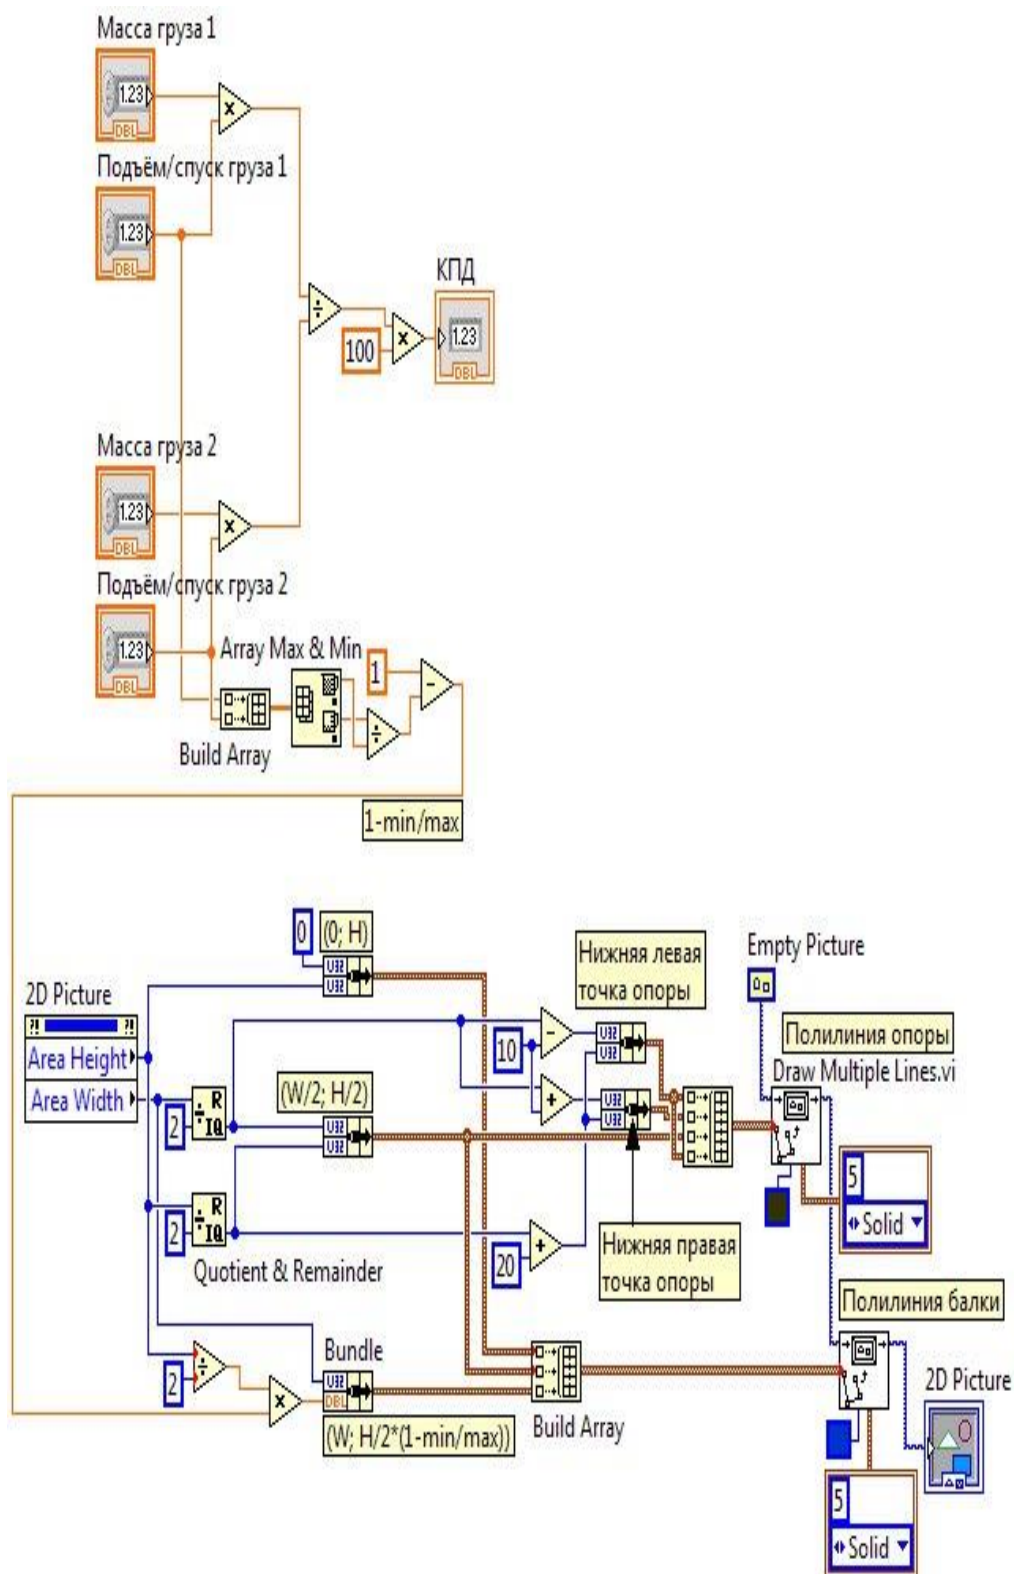 Масса груза 1
1.23
DBL
Подъём/спуск груза 1
1.23
DBL
КПД
100
1.23
DBL
Масса груза 2
1.23
DBL
Подъём/спуск груза 2
1.23
DBL
Array Max & Min
1
Build Array
1-min/max
0
(0; H)
U32
U32
Нижняя левая
точка опоры
Empty Picture
2D Picture
Area Height
Area Width
10
U32
U32
Полилиния опоры
Draw Multiple Lines.vi
(W/2; H/2)
2
R
IQ
U32
U32
U32
U32
5
Solid
2
R
IQ
20
Нижняя правая
точка опоры
Quotient & Remainder
Полилиния балки
2
Bundle
U32
DBL
(W; H/2*(1-min/max))
Build Array
2D Picture
5
Solid